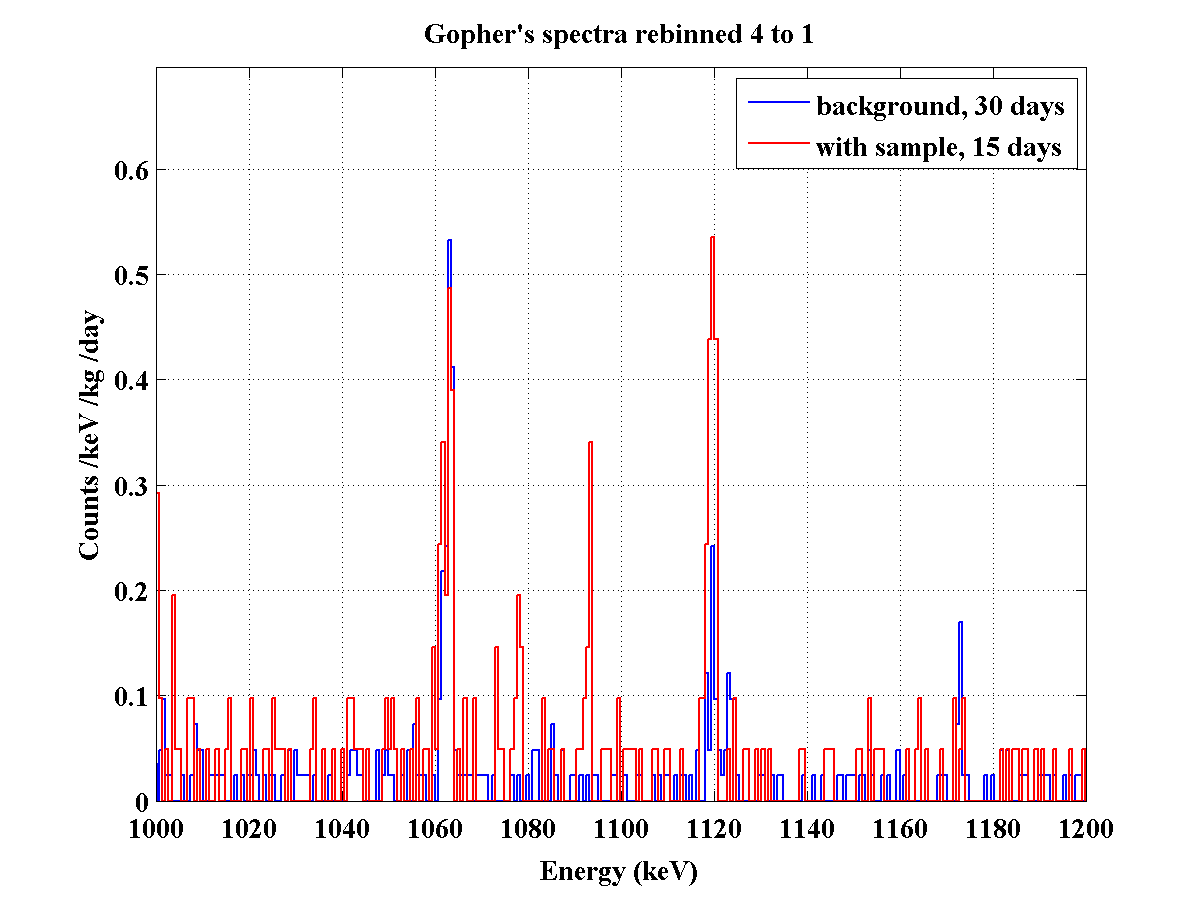 Gopher's spectra rebinned 4 to 1
background, 30 days
with sample, 15 days
Counts /keV /kg /day
0.6
0.5
0.4
0.3
0.2
0.1
0
1000 1020 1040 1060 1080 1100 1120 1140 1160 1180 1200
Energy (keV)